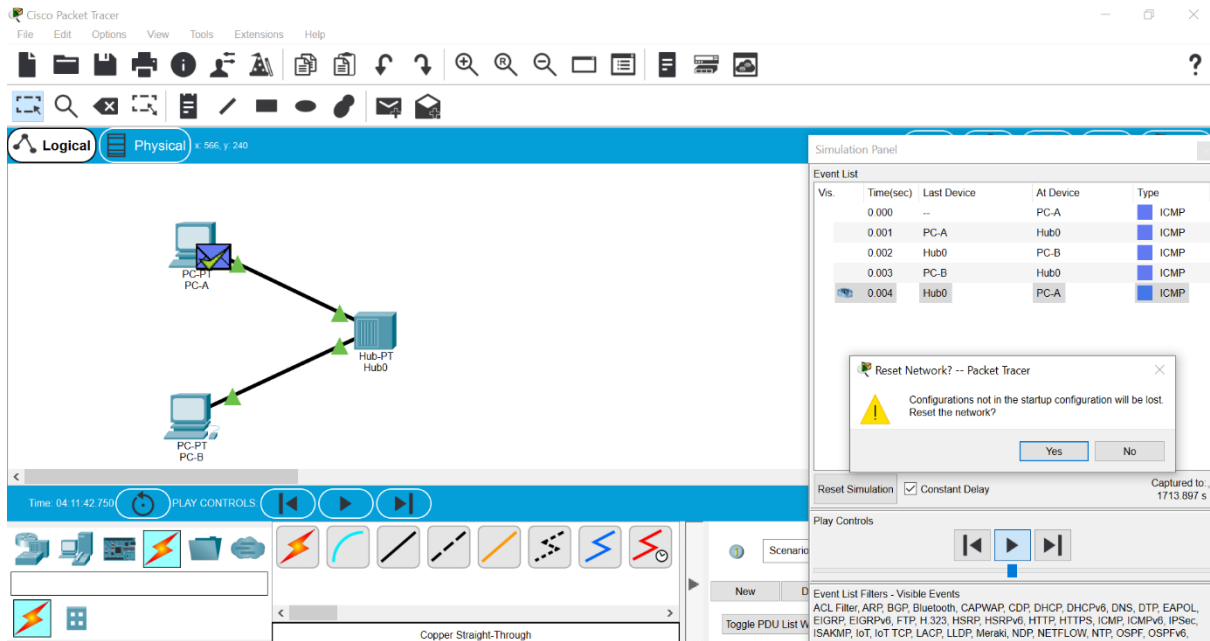 Cisco Packet Tracer
File Edit Options View Tools Extensions Help
Logical Physical x: 566, y: 240
Simulation Panel
Event List
Vis. Time(sec) Last Device At Device Type
0.000 -- PC-A ICMP
0.001 PC-A Hub0 ICMP
0.002 Hub0 PC-B ICMP
0.003 PC-B Hub0 ICMP
0.004 Hub0 PC-A ICMP
PC-PT
PC-A
Hub-PT
Hub0
PC-PT
PC-B
Reset Network? -- Packet Tracer
Configurations not in the startup configuration will be lost.
Reset the network?
Yes No
Reset Simulation Constant Delay
Captured to:
1713.897 s
Time: 04:11:42.750 PLAY CONTROLS:
Play Controls
Scenario
New
Toggle PDU List W
Copper Straight-Through
Event List Filters - Visible Events
ACL Filter, ARP, BGP, Bluetooth, CAPWAP, CDP, DHCP, DHCPv6, DNS, DTP, EAPOL,
EIGRP, EIGRPv6, FTP, H.323, HSRP, HSRPv6, HTTP, HTTPS, ICMP, ICMPv6, IPSec,
ISAKMP, IoT, IoT TCP, LACP, LLDP, Meraki, NDP, NETFLOW, NTP, OSPF, OSPFv6,